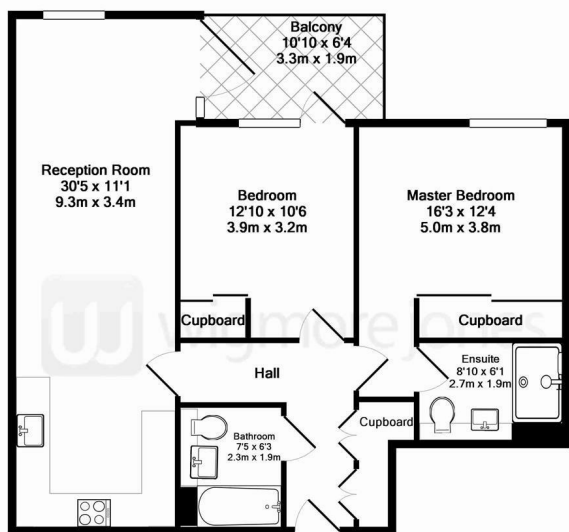 Balcony
10'10 x 6'4
3.3m x 1.9m
Reception Room
30'5 x 11'1
9.3m x 3.4m
Bedroom
12'10 x 10'6
3.9m x 3.2m
Master Bedroom
16'3 x 12'4
5.0m x 3.8m
Cupboard
Cupboard
wigmore jones
Hall
Ensuite
8'10 x 6'1
2.7m x 1.9m
Cupboard
Bathroom
7'5 x 6'3
2.3m x 1.9m